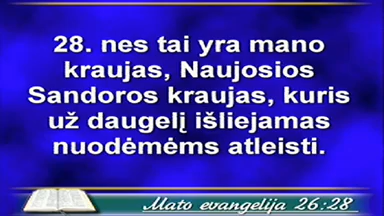 28. nes tai yra mano
kraujas, Naujosios
Sandoros kraujas, kuris
už daugelį išliejamas
nuodėmėms atleisti.
Mato evangelija 26:28